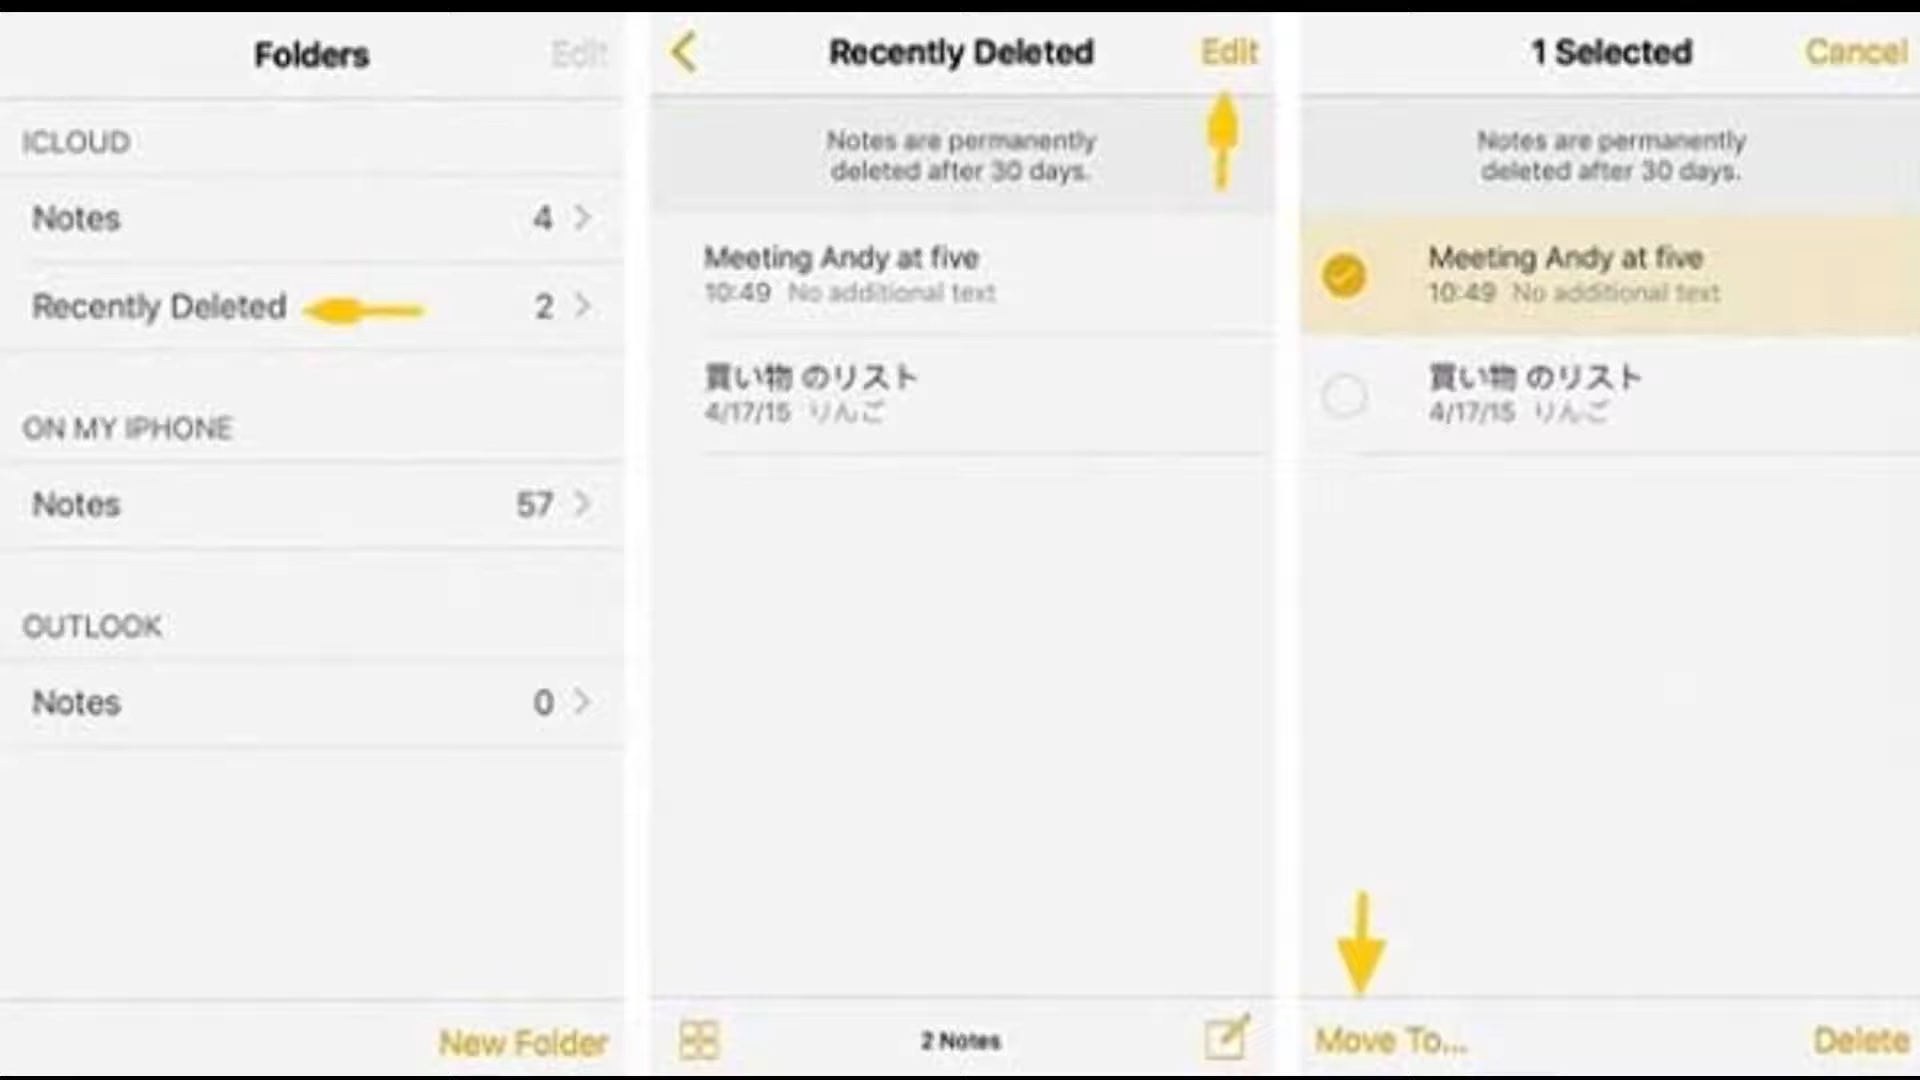 Folders Edit
ICLOUD
Notes 4
Recently Deleted 2
ON MY IPHONE
Notes 57
OUTLOOK
Notes 0
New Folder
Recently Deleted Edit
Notes are permanently
deleted after 30 days.
Meeting Andy at five
10:49 No additional text
買い物 のリスト
4/17/15 りんご
2 Notes
1 Selected Cancel
Notes are permanently
deleted after 30 days.
Meeting Andy at five
10:49 No additional text
買い物 のリスト
4/17/15 りんご
Move To... Delete